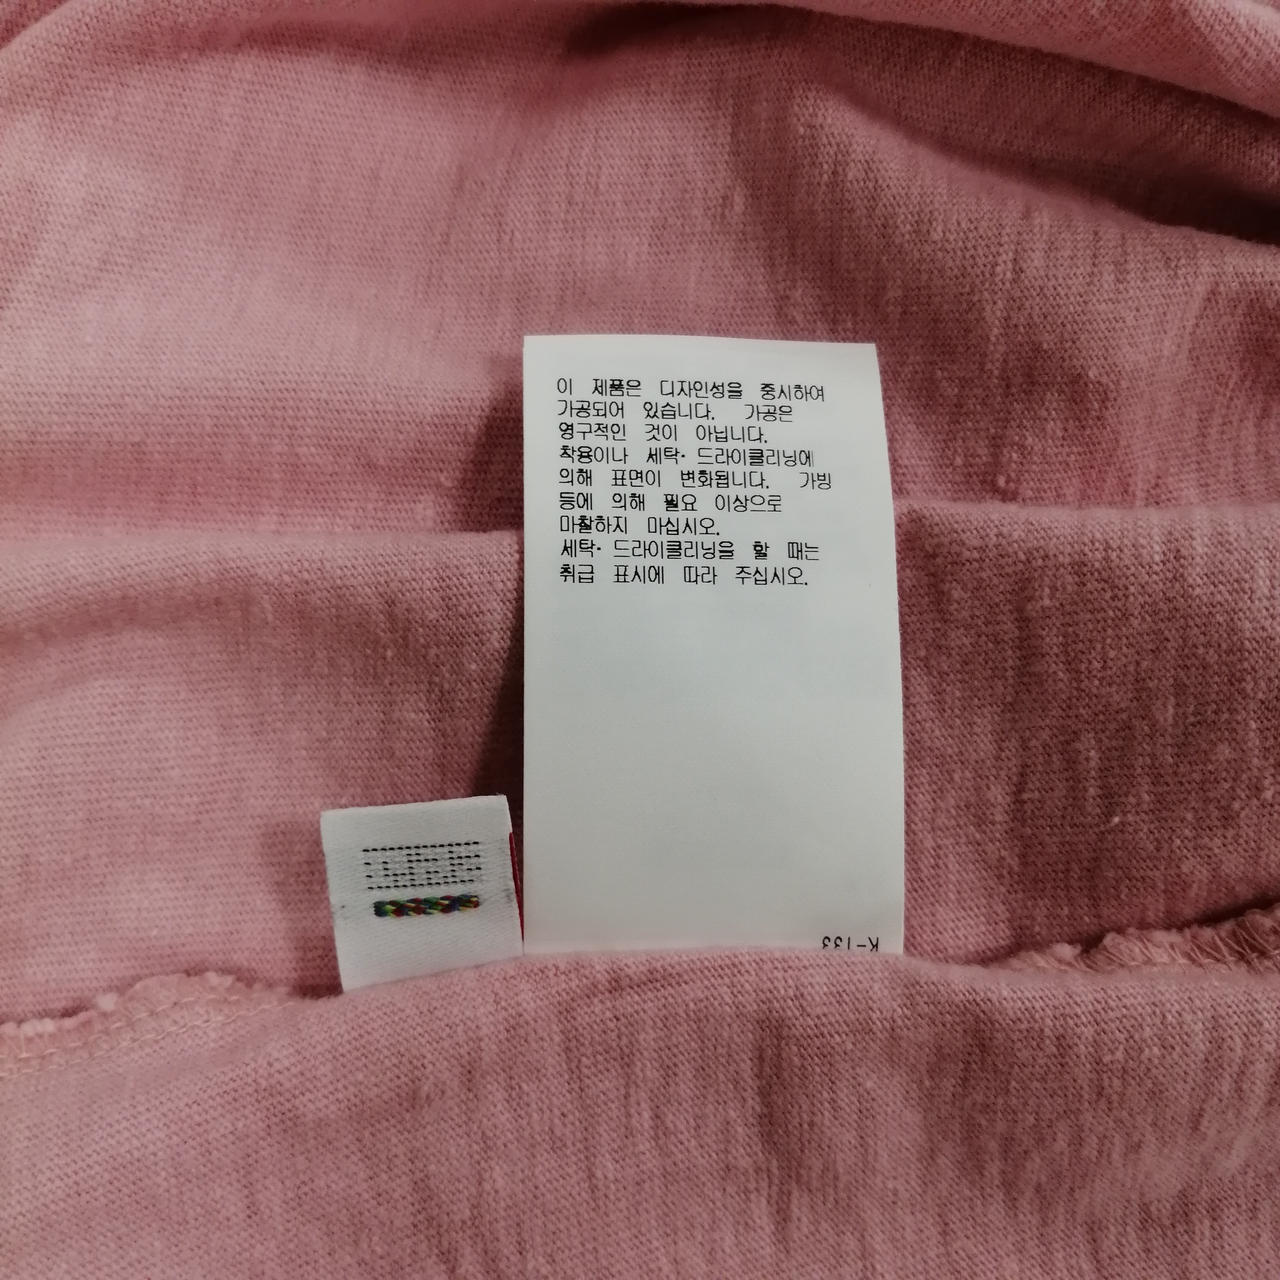 이 제품은 디자인성을 중시하여
가공되어 있습니다. 가공은
영구적인 것이 아닙니다.
착용이나 세탁· 드라이클리닝에
의해 표면이 변화됩니다. 가방
등에 의해 필요 이상으로
마찰하지 마십시오.
세탁· 드라이클리닝을 할 때는
취급 표시에 따라 주십시오.
K-133